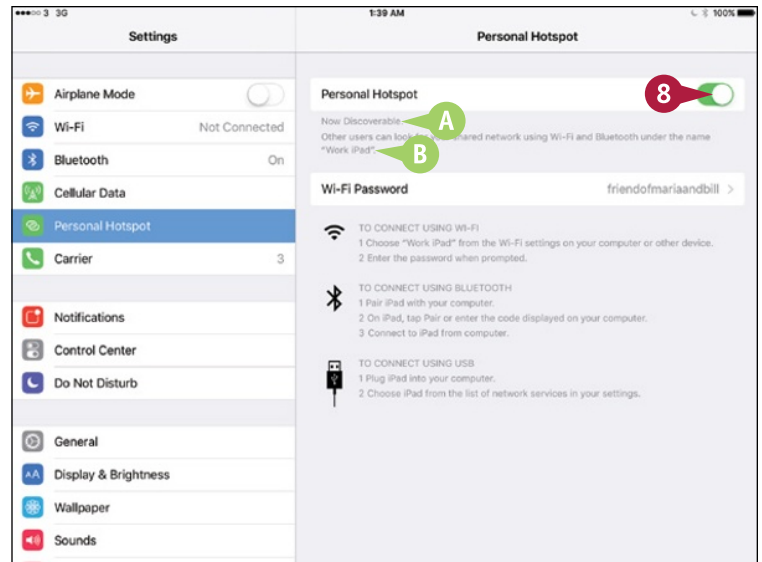 3 3G 1:39 AM 100%
Settings
Personal Hotspot
Airplane Mode
Wi-Fi Not Connected
Bluetooth On
Cellular Data
Personal Hotspot
Carrier 3
Notifications
Control Center
Do Not Disturb
General
Display & Brightness
Wallpaper
Sounds
Personal Hotspot 8
Now Discoverable. A
Other users can look for your shared network using Wi-Fi and Bluetooth under the name
"Work iPad". B
Wi-Fi Password friendofmariaandbill >
TO CONNECT USING WI-FI
1 Choose "Work iPad" from the Wi-Fi settings on your computer or other device.
2 Enter the password when prompted.
TO CONNECT USING BLUETOOTH
1 Pair iPad with your computer.
2 On iPad, tap Pair or enter the code displayed on your computer.
3 Connect to iPad from computer.
TO CONNECT USING USB
1 Plug iPad into your computer.
2 Choose iPad from the list of network services in your settings.